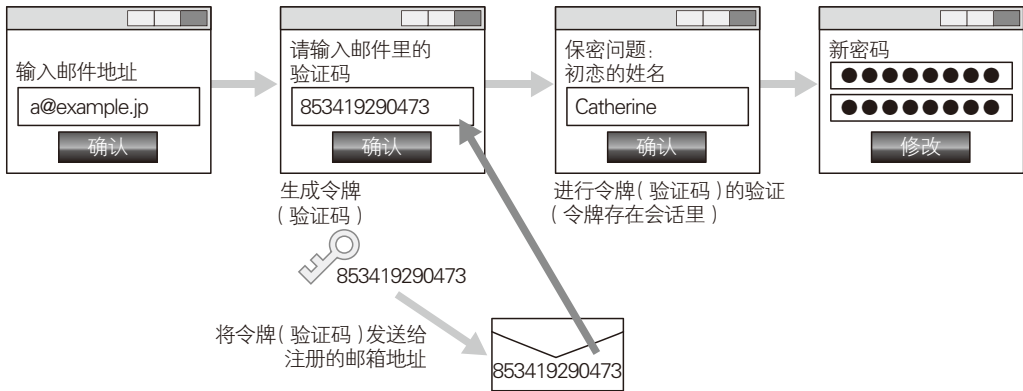 输入邮件地址
a@example.jp
确认
请输入邮件里的
验证码
853419290473
确认
保密问题：
初恋的姓名
Catherine
确认
新密码
●●●●●●●●●
●●●●●●●●●
修改
生成令牌
（验证码）
853419290473
进行令牌（验证码）的验证
（令牌存在会话里）
将令牌（验证码）发送给
注册的邮箱地址
853419290473